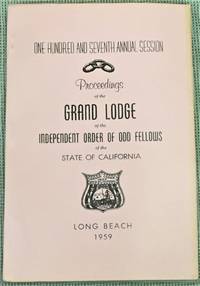 ONE HUNDRED AND SEVENTH ANNUAL SESSION
Proceedings
of the
GRAND LODGE
of the
INDEPENDENT ORDER OF ODD FELLOWS
of the
STATE OF CALIFORNIA
LONG BEACH
1959